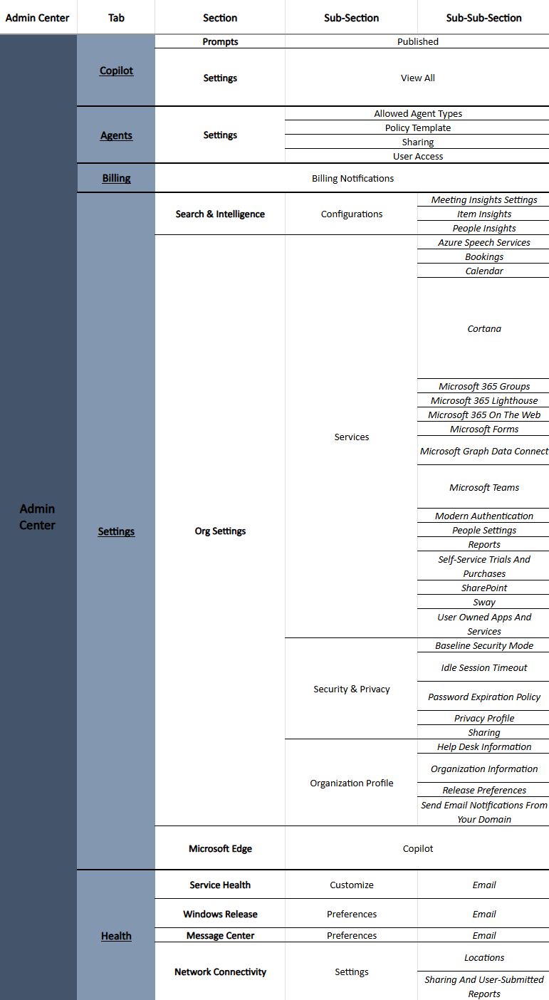 Admin Center
Tab
Section
Sub-Section
Sub-Sub-Section
Admin
Center
Copilot
Prompts
Published
Settings
View All
Agents
Settings
Allowed Agent Types
Policy Template
Sharing
User Access
Billing
Billing Notifications
Settings
Search & Intelligence
Configurations
Meeting Insights Settings
Item Insights
People Insights
Org Settings
Services
Azure Speech Services
Bookings
Calendar
Cortana
Microsoft 365 Groups
Microsoft 365 Lighthouse
Microsoft 365 On The Web
Microsoft Forms
Microsoft Graph Data Connect
Microsoft Teams
Modern Authentication
People Settings
Reports
Self-Service Trials And
Purchases
SharePoint
Sway
User Owned Apps And
Services
Security & Privacy
Baseline Security Mode
Idle Session Timeout
Password Expiration Policy
Privacy Profile
Sharing
Organization Profile
Help Desk Information
Organization Information
Release Preferences
Send Email Notifications From
Your Domain
Microsoft Edge
Copilot
Health
Service Health
Customize
Email
Windows Release
Preferences
Email
Message Center
Preferences
Email
Network Connectivity
Settings
Locations
Sharing And User-Submitted
Reports